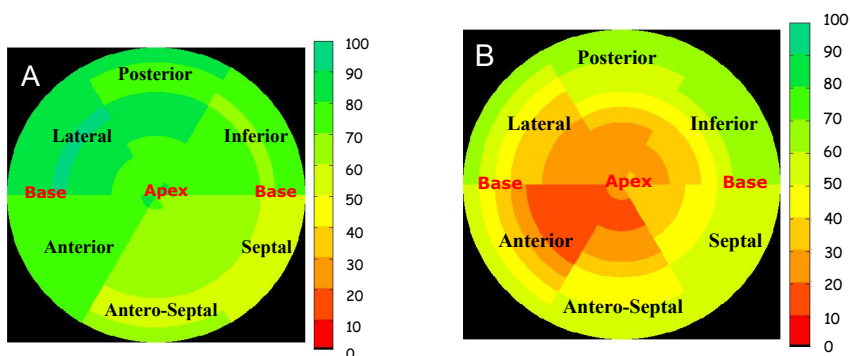 A
Posterior
Lateral
Inferior
Base
Apex
Base
Anterior
Septal
Antero-Septal
100
90
80
70
60
50
40
30
20
10
0
B
Posterior
Lateral
Inferior
Base
Apex
Base
Anterior
Septal
Antero-Septal
100
90
80
70
60
50
40
30
20
10
0